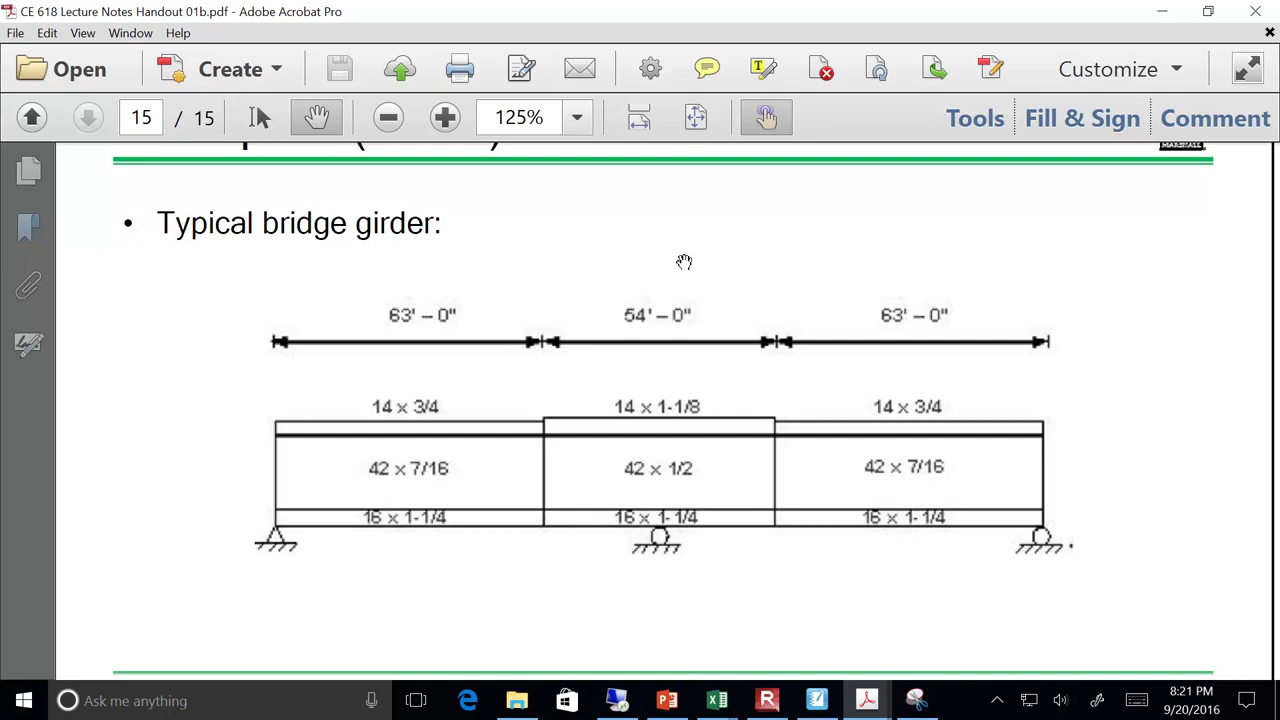 CE 618 Lecture Notes Handout 01b.pdf - Adobe Acrobat Pro
File Edit View Window Help
Open Create Customize
15 / 15 125% Tools Fill & Sign Comment
MARSHALL
• Typical bridge girder:
63' – 0" 54' – 0" 63' – 0"
14 x 3/4 14 x 1-1/8 14 x 3/4
42 x 7/16 42 x 1/2 42 x 7/16
16 x 1-1/4 16 x 1-1/4 16 x 1-1/4
Ask me anything
8:21 PM
9/20/2016